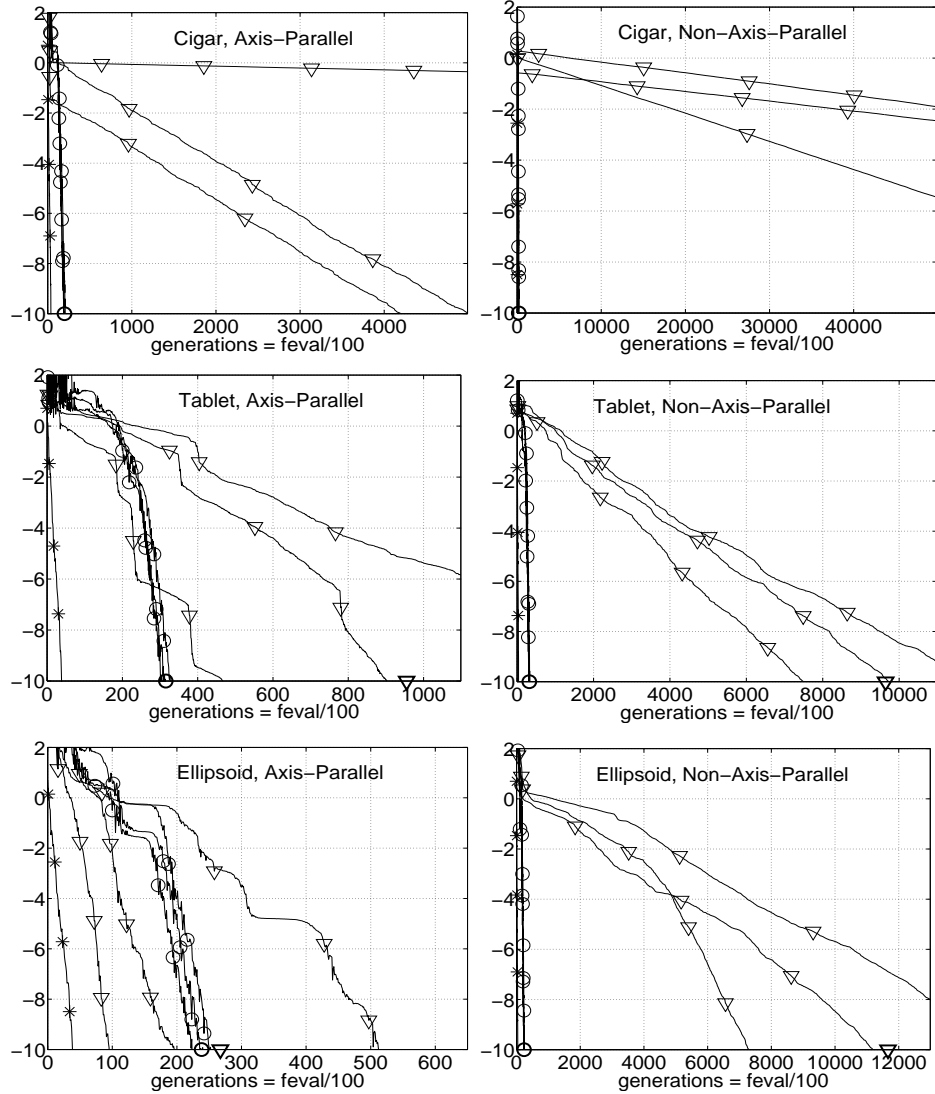 Cigar, Axis−Parallel
2
0
−2
−4
−6
−8
−10
0 1000 2000 3000 4000
generations = feval/100
Cigar, Non−Axis−Parallel
2
0
−2
−4
−6
−8
−10
0 10000 20000 30000 40000
generations = feval/100
Tablet, Axis−Parallel
2
0
−2
−4
−6
−8
−10
0 200 400 600 800 1000
generations = feval/100
Tablet, Non−Axis−Parallel
2
0
−2
−4
−6
−8
−10
0 2000 4000 6000 8000 10000
generations = feval/100
Ellipsoid, Axis−Parallel
2
0
−2
−4
−6
−8
−10
0 100 200 300 400 500 600
generations = feval/100
Ellipsoid, Non−Axis−Parallel
2
0
−2
−4
−6
−8
−10
0 2000 4000 6000 8000 10000 12000
generations = feval/100